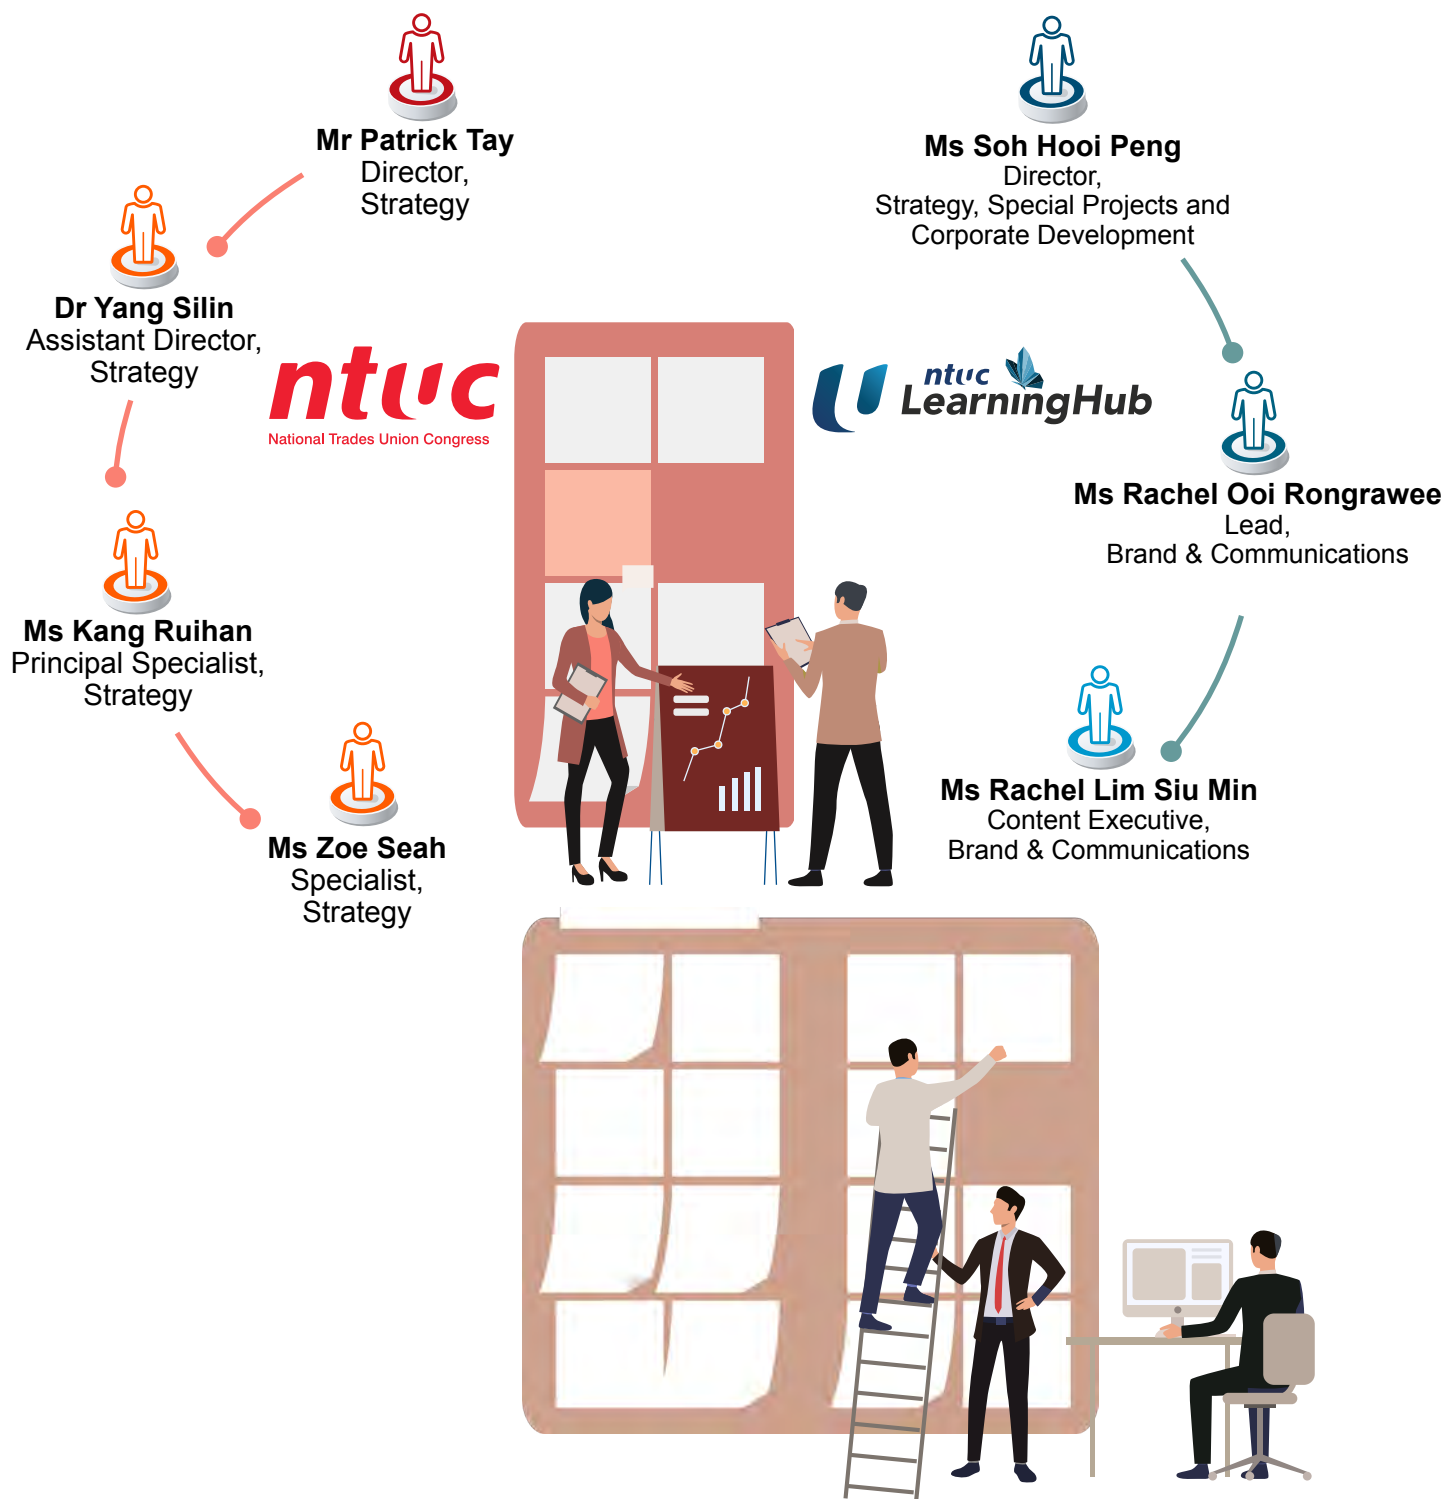 Mr Patrick Tay
Director,
Strategy
Dr Yang Silin
Assistant Director,
Strategy
ntuc
National Trades Union Congress
Ms Kang Ruihan
Principal Specialist,
Strategy
Ms Zoe Seah
Specialist,
Strategy
Ms Soh Hooi Peng
Director,
Strategy, Special Projects and
Corporate Development
ntuc
LearningHub
Ms Rachel Ooi Rongrawee
Lead,
Brand & Communications
Ms Rachel Lim Siu Min
Content Executive,
Brand & Communications